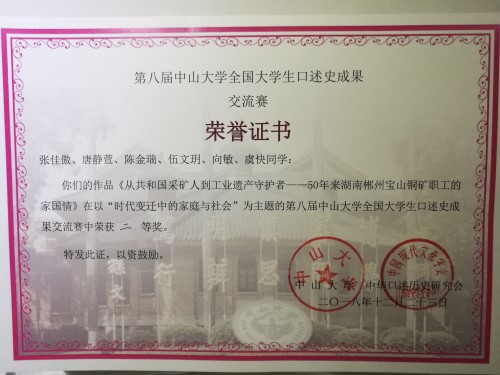 第八届中山大学全国大学生口述史成果
交流赛
荣誉证书
张佳傲、唐静萱、陈金瑞、伍文玥、向敏、虞快同学：
你们的作品《从共和国采矿人到工业遗产守护者——50年来湖南郴州宝山铜矿职工的
家国情》在以“时代变迁中的家庭与社会”为主题的第八届中山大学全国大学生口述史成
果交流赛中荣获 二 等奖。
特发此证，以资鼓励。
中山大学
中山大学 中华口述历史研究会
二〇一八年十二月二十三日